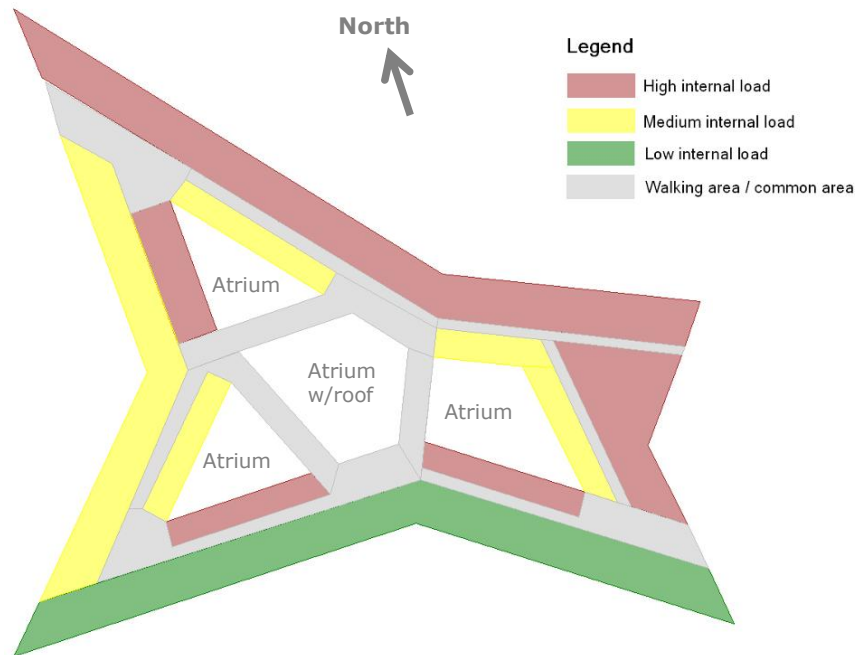 North
Legend
High internal load
Medium internal load
Low internal load
Walking area / common area
Atrium
Atrium
w/roof
Atrium
Atrium